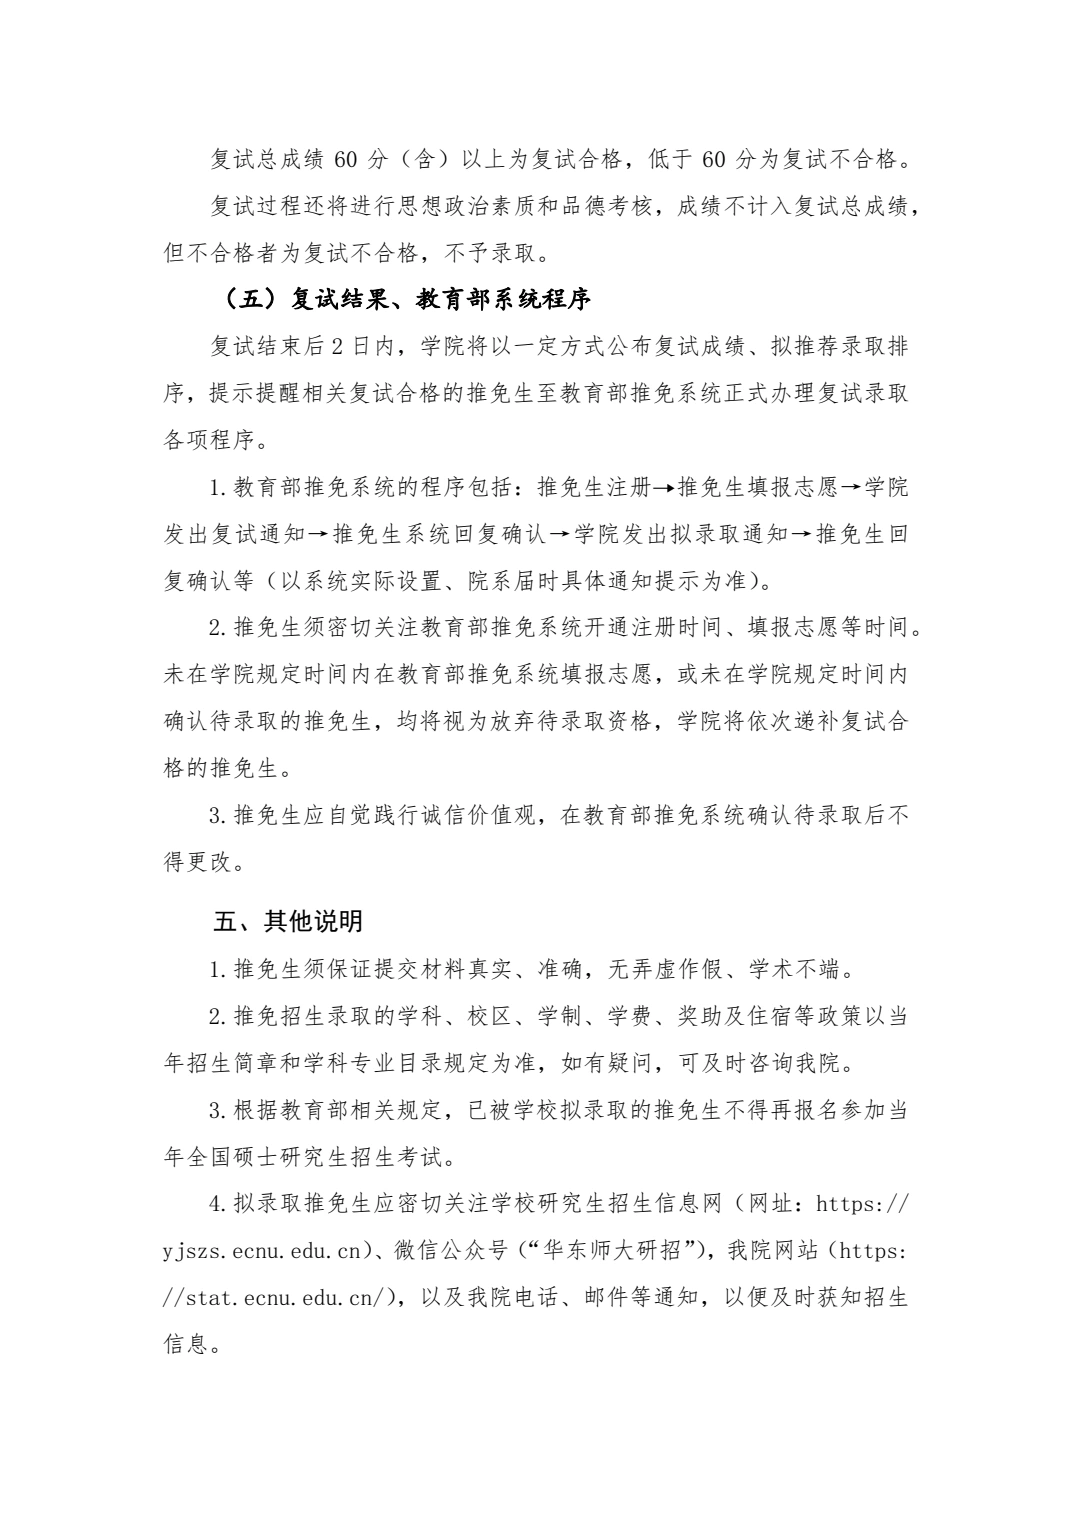 复试总成绩 60 分（含）以上为复试合格，低于 60 分为复试不合格。
复试过程还将进行思想政治素质和品德考核，成绩不计入复试总成绩，
但不合格者为复试不合格，不予录取。
（五）复试结果、教育部系统程序
复试结束后 2 日内，学院将以一定方式公布复试成绩、拟推荐录取排
序，提示提醒相关复试合格的推免生至教育部推免系统正式办理复试录取
各项程序。
1.教育部推免系统的程序包括：推免生注册→推免生填报志愿→学院
发出复试通知→推免生系统回复确认→学院发出拟录取通知→推免生回
复确认等（以系统实际设置、院系届时具体通知提示为准）。
2.推免生须密切关注教育部推免系统开通注册时间、填报志愿等时间。
未在学院规定时间内在教育部推免系统填报志愿，或未在学院规定时间内
确认待录取的推免生，均将视为放弃待录取资格，学院将依次递补复试合
格的推免生。
3.推免生应自觉践行诚信价值观，在教育部推免系统确认待录取后不
得更改。
五、其他说明
1.推免生须保证提交材料真实、准确，无弄虚作假、学术不端。
2.推免招生录取的学科、校区、学制、学费、奖助及住宿等政策以当
年招生简章和学科专业目录规定为准，如有疑问，可及时咨询我院。
3.根据教育部相关规定，已被学校拟录取的推免生不得再报名参加当
年全国硕士研究生招生考试。
4.拟录取推免生应密切关注学校研究生招生信息网（网址：https://
yjszs.ecnu.edu.cn）、微信公众号（“华东师大研招”），我院网站（https:
//stat.ecnu.edu.cn/），以及我院电话、邮件等通知，以便及时获知招生
信息。